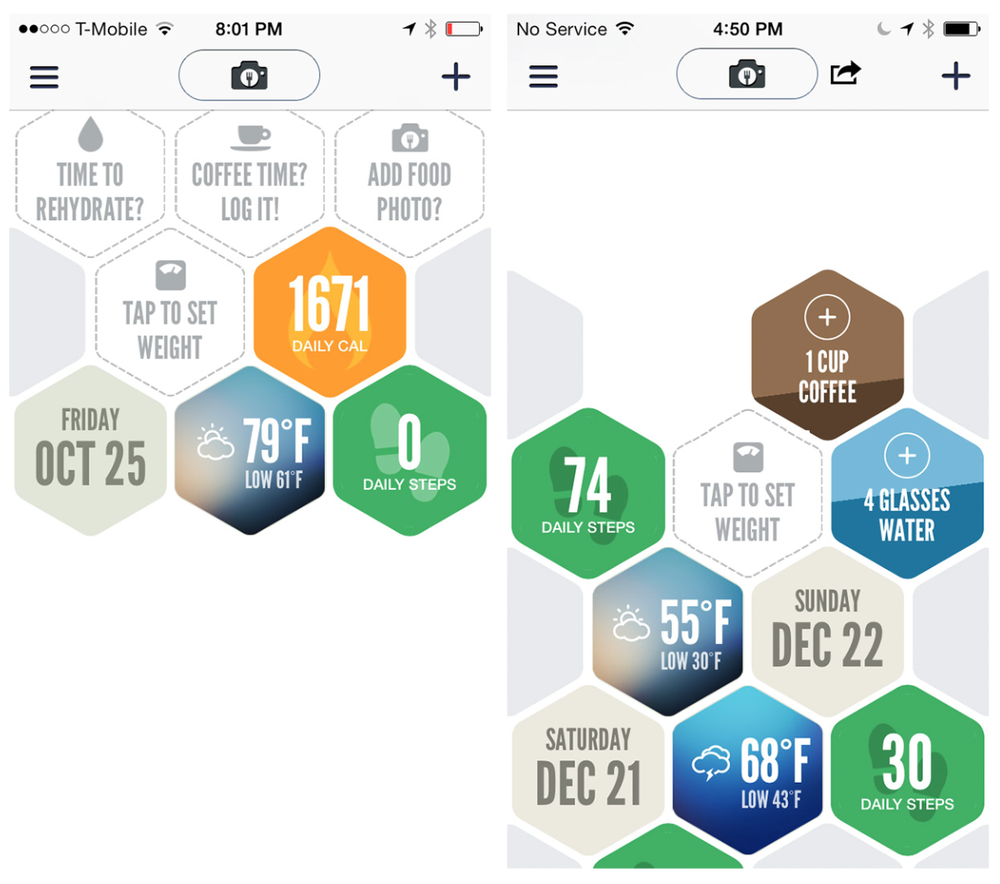 T-Mobile 8:01 PM
TIME TO
REHYDRATE?
COFFEE TIME?
LOG IT!
ADD FOOD
PHOTO?
TAP TO SET
WEIGHT
1671
DAILY CAL
FRIDAY
OCT 25
79°F
LOW 61°F
0
DAILY STEPS
No Service 4:50 PM
1 CUP
COFFEE
74
DAILY STEPS
TAP TO SET
WEIGHT
4 GLASSES
WATER
55°F
LOW 30°F
SUNDAY
DEC 22
SATURDAY
DEC 21
68°F
LOW 43°F
30
DAILY STEPS